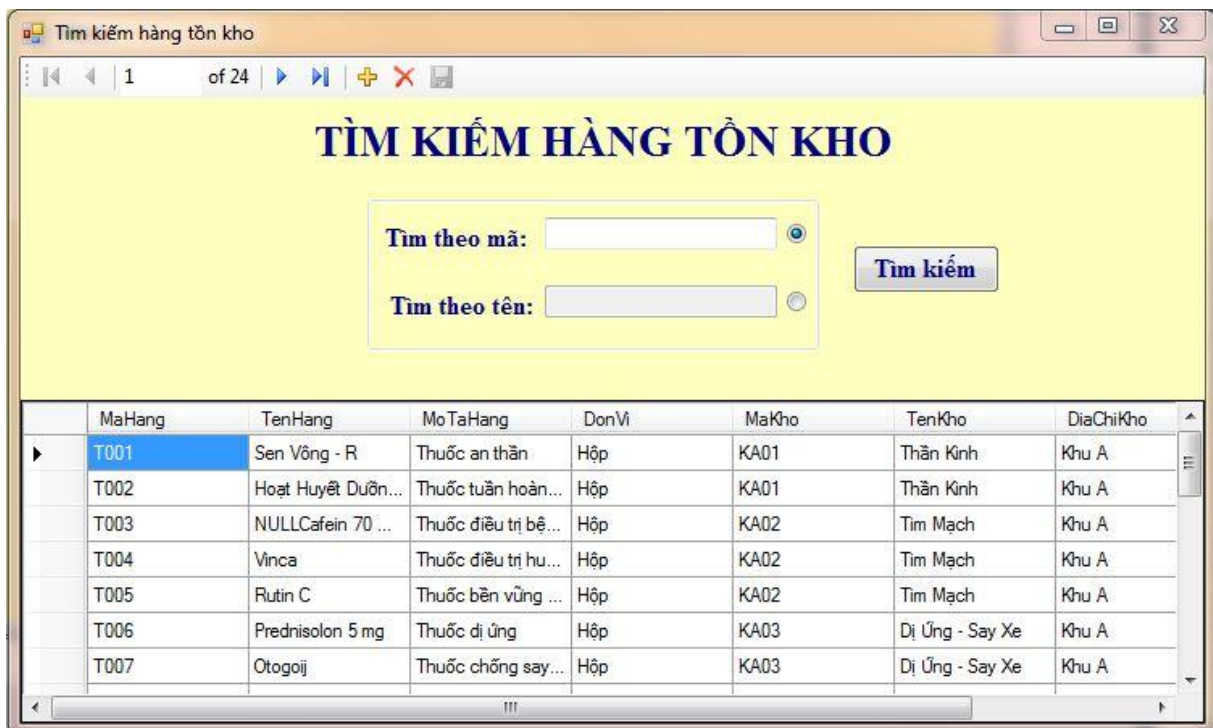 Tìm kiếm hàng tồn kho
1 of 24
TÌM KIẾM HÀNG TỒN KHO
Tìm theo mã:
Tìm kiếm
Tìm theo tên:
MaHang TenHang MoTaHang DonVi MaKho TenKho DiaChiKho
T001 Sen Vông - R Thuốc an thần Hộp KA01 Thần Kinh Khu A
T002 Hoạt Huyết Dưỡn... Thuốc tuần hoàn... Hộp KA01 Thần Kinh Khu A
T003 NULLCafein 70 ... Thuốc điều trị bệ... Hộp KA02 Tim Mạch Khu A
T004 Vinca Thuốc điều trị hu... Hộp KA02 Tim Mạch Khu A
T005 Rutin C Thuốc bền vững ... Hộp KA02 Tim Mạch Khu A
T006 Prednisolon 5 mg Thuốc dị ứng Hộp KA03 Dị Ứng - Say Xe Khu A
T007 Otogoij Thuốc chống say... Hộp KA03 Dị Ứng - Say Xe Khu A